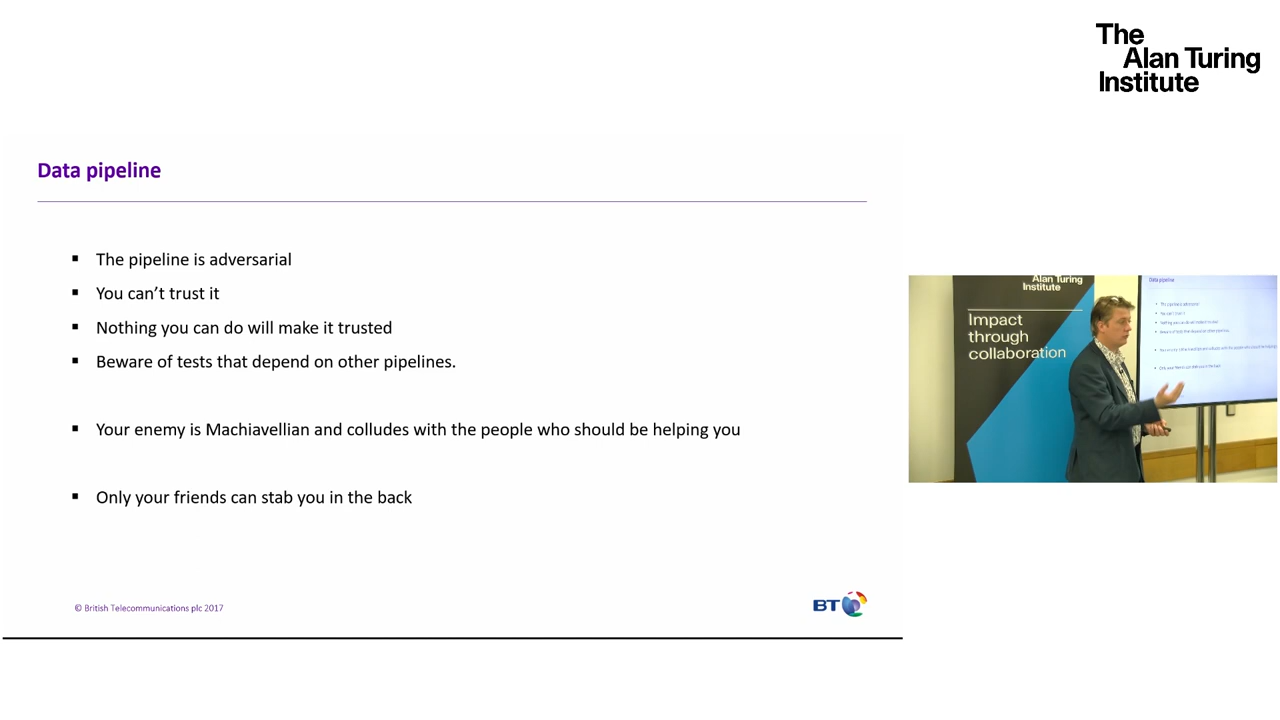 The
Alan Turing
Institute
Data pipeline
▪ The pipeline is adversarial
▪ You can’t trust it
▪ Nothing you can do will make it trusted
▪ Beware of tests that depend on other pipelines.
▪ Your enemy is Machiavellian and colludes with the people who should be helping you
▪ Only your friends can stab you in the back
© British Telecommunications plc 2017
BT
Alan Turing
Institute
Impact
through
collaboration
Data pipeline